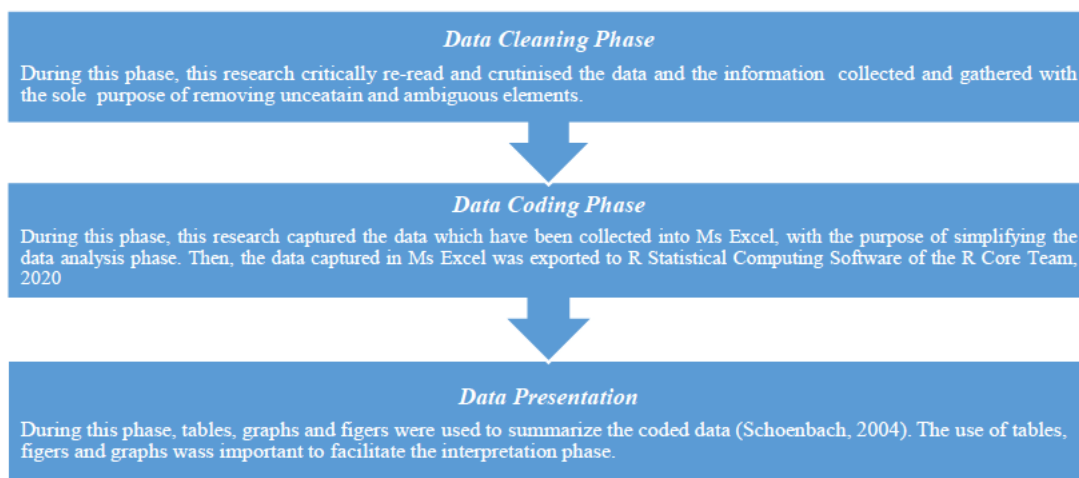 Data Cleaning Phase
During this phase, this research critically re-read and crutinised the data and the information collected and gathered with
the sole purpose of removing unceatain and ambiguous elements.
Data Coding Phase
During this phase, this research captured the data which have been collected into Ms Excel, with the purpose of simplifying the
data analysis phase. Then, the data captured in Ms Excel was exported to R Statistical Computing Software of the R Core Team,
2020
Data Presentation
During this phase, tables, graphs and figers were used to summarize the coded data (Schoenbach, 2004). The use of tables,
figers and graphs wass important to facilitate the interpretation phase.